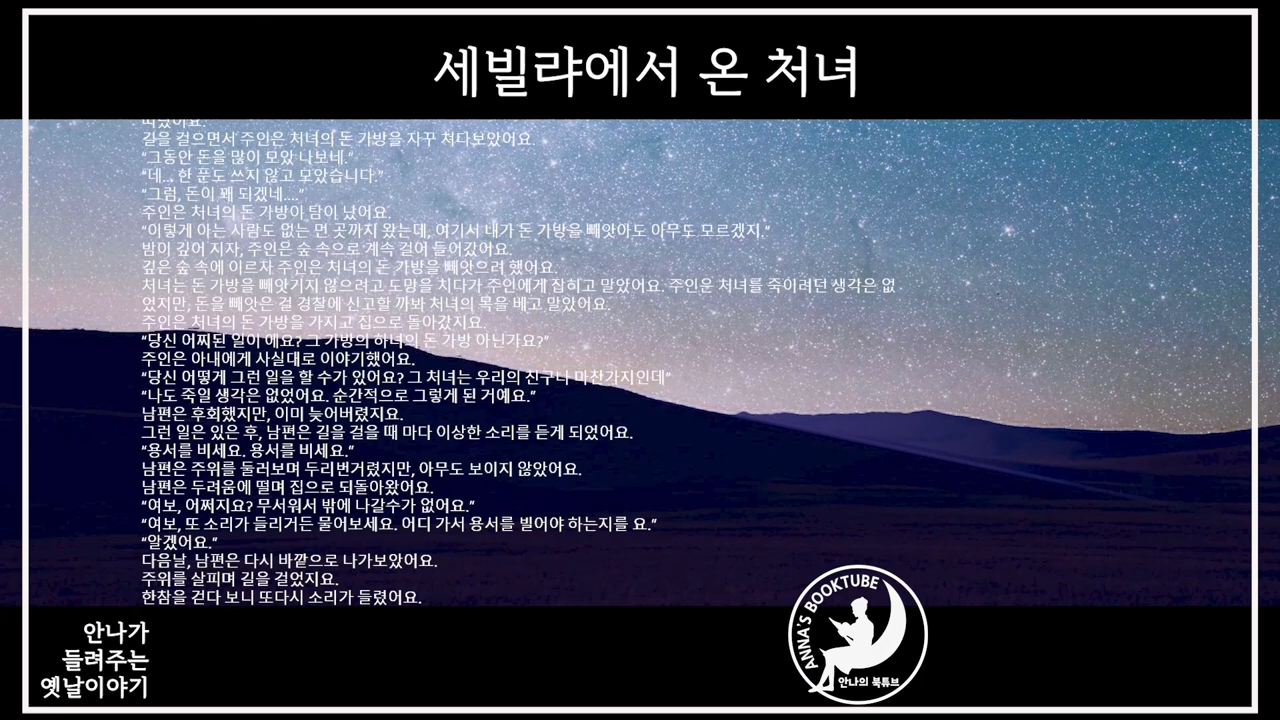 세빌랴에서 온 처녀
길을 걸으면서 주인은 처녀의 돈 가방을 자꾸 쳐다보았어요.
“그동안 돈을 많이 모았 나보네.”
“네... 한 푼도 쓰지 않고 모았습니다.”
“그럼, 돈이 꽤 되겠네....”
주인은 처녀의 돈 가방이 탐이 났어요.
“이렇게 아는 사람도 없는 먼 곳까지 왔는데, 여기서 내가 돈 가방을 빼앗아도 아무도 모르겠지.”
밤이 깊어 지자, 주인은 숲 속으로 계속 걸어 들어갔어요.
깊은 숲 속에 이르자 주인은 처녀의 돈 가방을 빼앗으려 했어요.
처녀는 돈 가방을 빼앗기지 않으려고 도망을 치다가 주인에게 잡히고 말았어요. 주인은 처녀를 죽이려던 생각은 없
었지만, 돈을 빼앗은 걸 경찰에 신고할 까봐 처녀의 목을 베고 말았어요.
주인은 처녀의 돈 가방을 가지고 집으로 돌아갔지요.
“당신 어찌된 일이 에요? 그 가방의 하녀의 돈 가방 아닌가요?”
주인은 아내에게 사실대로 이야기했어요.
“당신 어떻게 그런 일을 할 수가 있어요? 그 처녀는 우리의 친구나 마찬가지인데”
“나도 죽일 생각은 없었어요. 순간적으로 그렇게 된 거예요.”
남편은 후회했지만, 이미 늦어버렸지요.
그런 일은 있은 후, 남편은 길을 걸을 때 마다 이상한 소리를 듣게 되었어요.
“용서를 비세요. 용서를 비세요.”
남편은 주위를 둘러보며 두리번거렸지만, 아무도 보이지 않았어요.
남편은 두려움에 떨며 집으로 되돌아왔어요.
“여보, 어쩌지요? 무서워서 밖에 나갈수가 없어요.”
“여보, 또 소리가 들리거든 물어보세요. 어디 가서 용서를 빌어야 하는지를 요.”
“알겠어요.”
다음날, 남편은 다시 바깥으로 나가보았어요.
주위를 살피며 길을 걸었지요.
한참을 걷다 보니 또다시 소리가 들렸어요.
안나가
들려주는
옛날이야기
ANNA'S BOOKTUBE
안나의 북튜브